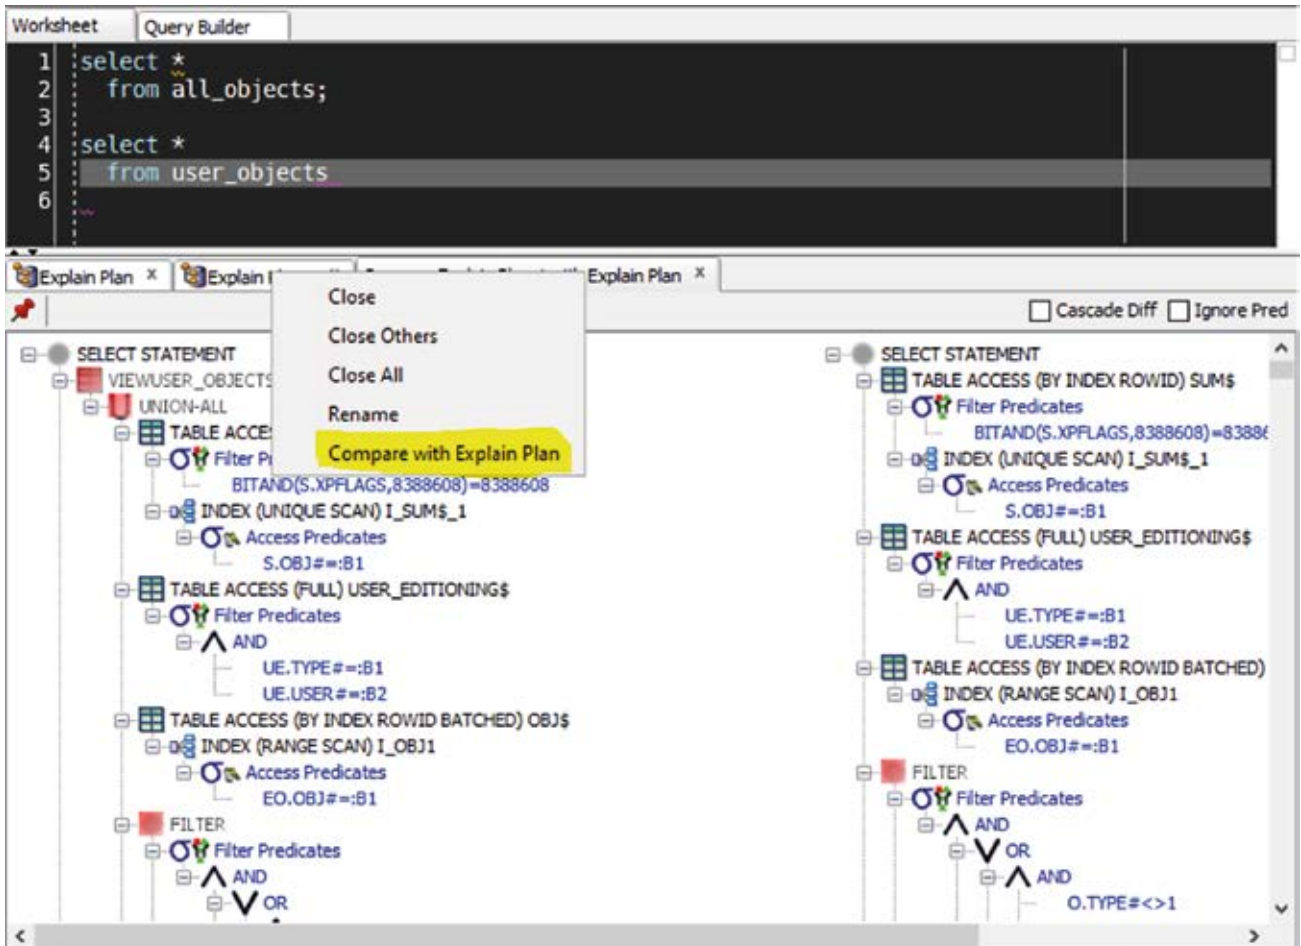 Worksheet Query Builder
1 select *
2 from all_objects;
3
4 select *
5 from user_objects
6
Explain Plan x Explain Explain Plan x
Cascade Diff Ignore Pred
Close
Close Others
Close All
Rename
Compare with Explain Plan
SELECT STATEMENT
VIEWUSER_OBJECTS
UNION-ALL
TABLE ACCE
Filter Pr
BITAND(S.XPFLAGS,8388608)=8388608
INDEX (UNIQUE SCAN) I_SUM$_1
Access Predicates
S.OBJ#=:B1
TABLE ACCESS (FULL) USER_EDITIONING$
Filter Predicates
AND
UE.TYPE#=:B1
UE.USER#=:B2
TABLE ACCESS (BY INDEX ROWID BATCHED) OBJ$
INDEX (RANGE SCAN) I_OBJ1
Access Predicates
EO.OBJ#=:B1
FILTER
Filter Predicates
AND
OR
SELECT STATEMENT
TABLE ACCESS (BY INDEX ROWID) SUM$
Filter Predicates
BITAND(S.XPFLAGS,8388608)=83886
INDEX (UNIQUE SCAN) I_SUM$_1
Access Predicates
S.OBJ#=:B1
TABLE ACCESS (FULL) USER_EDITIONING$
Filter Predicates
AND
UE.TYPE#=:B1
UE.USER#=:B2
TABLE ACCESS (BY INDEX ROWID BATCHED)
INDEX (RANGE SCAN) I_OBJ1
Access Predicates
EO.OBJ#=:B1
FILTER
Filter Predicates
AND
OR
AND
O.TYPE#<>1